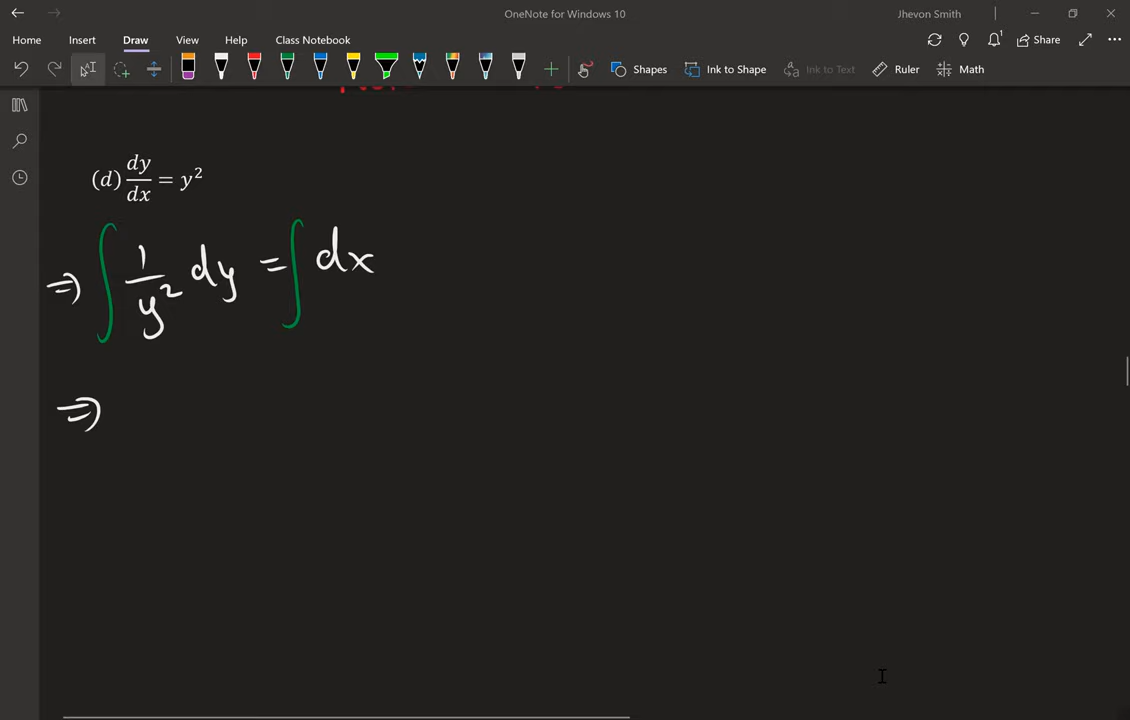 OneNote for Windows 10
Jhevon Smith
Home Insert Draw View Help Class Notebook
Share
Shapes Ink to Shape Ink to Text Ruler Math
(d) dy/dx = y²
⇒ ∫ 1/y² dy = ∫ dx
⇒